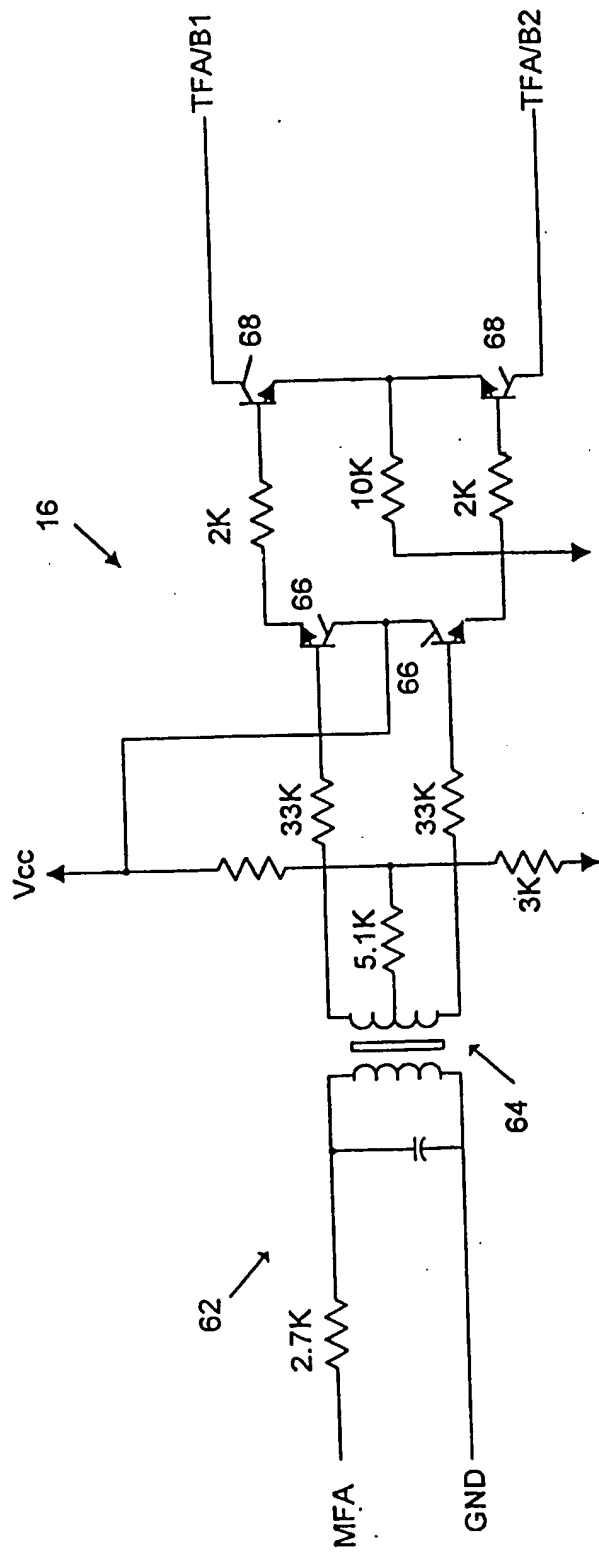 16
Vcc
TFA/B1
68
2K
66
33K
62
2.7K
MFA
5.1K
10K
66
68
33K
2K
64
3K
GND
TFA/B2